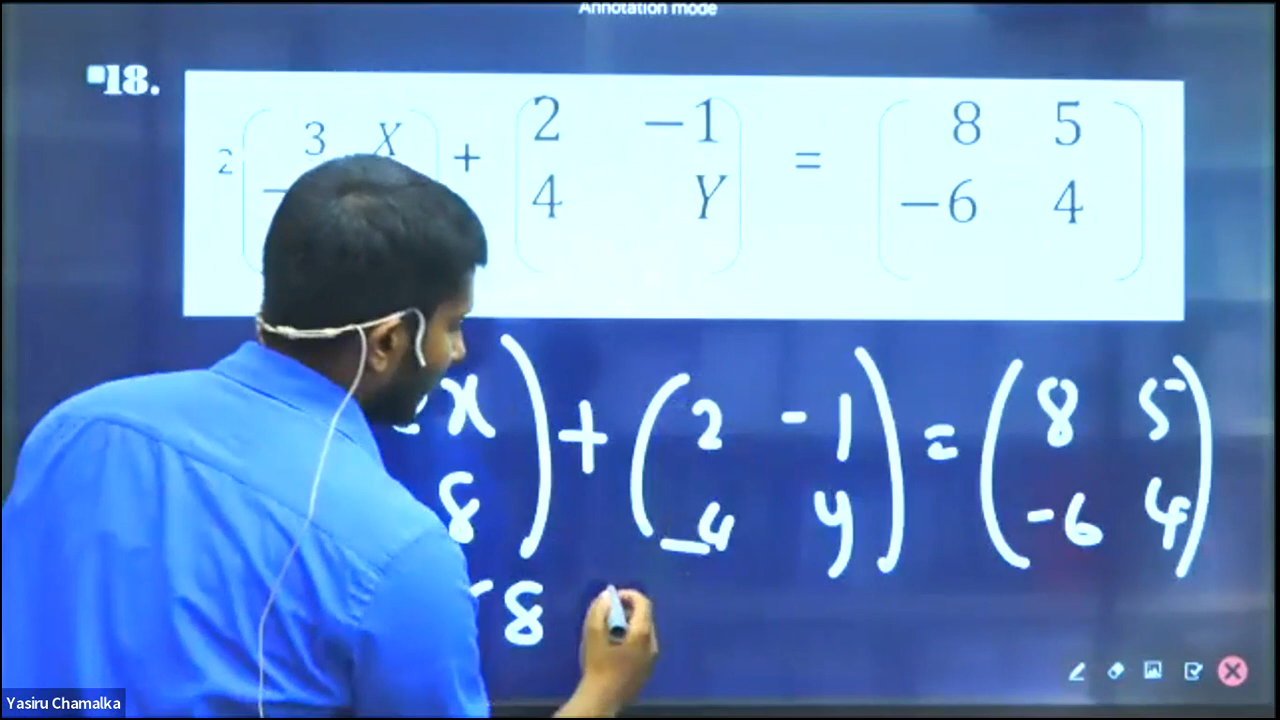 Annotation mode
18.
2 3 X + 2 -1 = 8 5
4 Y -6 4
x + ( 2 -1 ) = ( 8 5 )
8 -4 y -6 4
8
Yasiru Chamalka